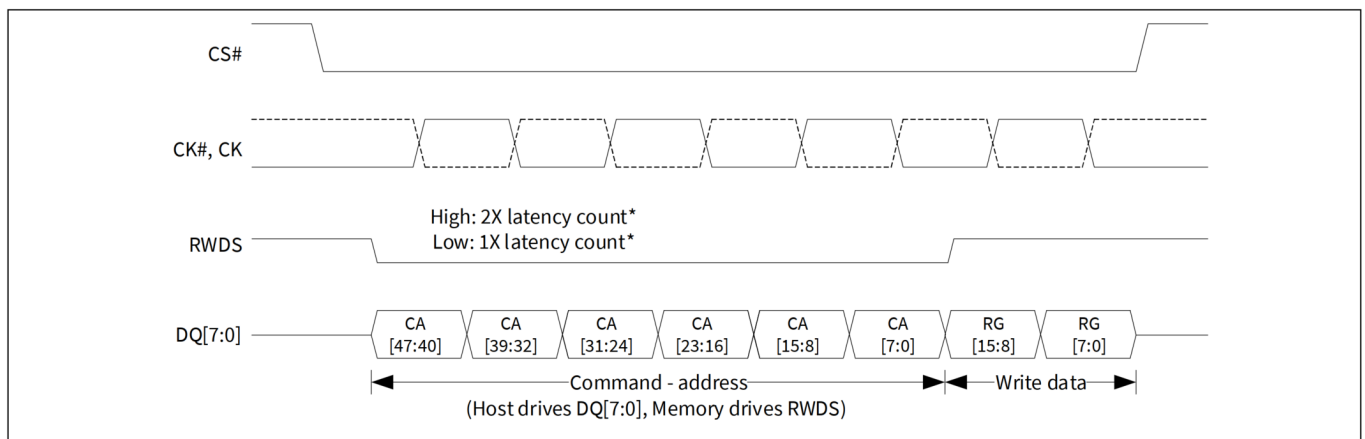 CS#
CK#, CK
High: 2X latency count*
Low: 1X latency count*
RWDS
DQ[7:0]
CA [47:40]
CA [39:32]
CA [31:24]
CA [23:16]
CA [15:8]
CA [7:0]
RG [15:8]
RG [7:0]
Command - address
Write data
(Host drives DQ[7:0], Memory drives RWDS)